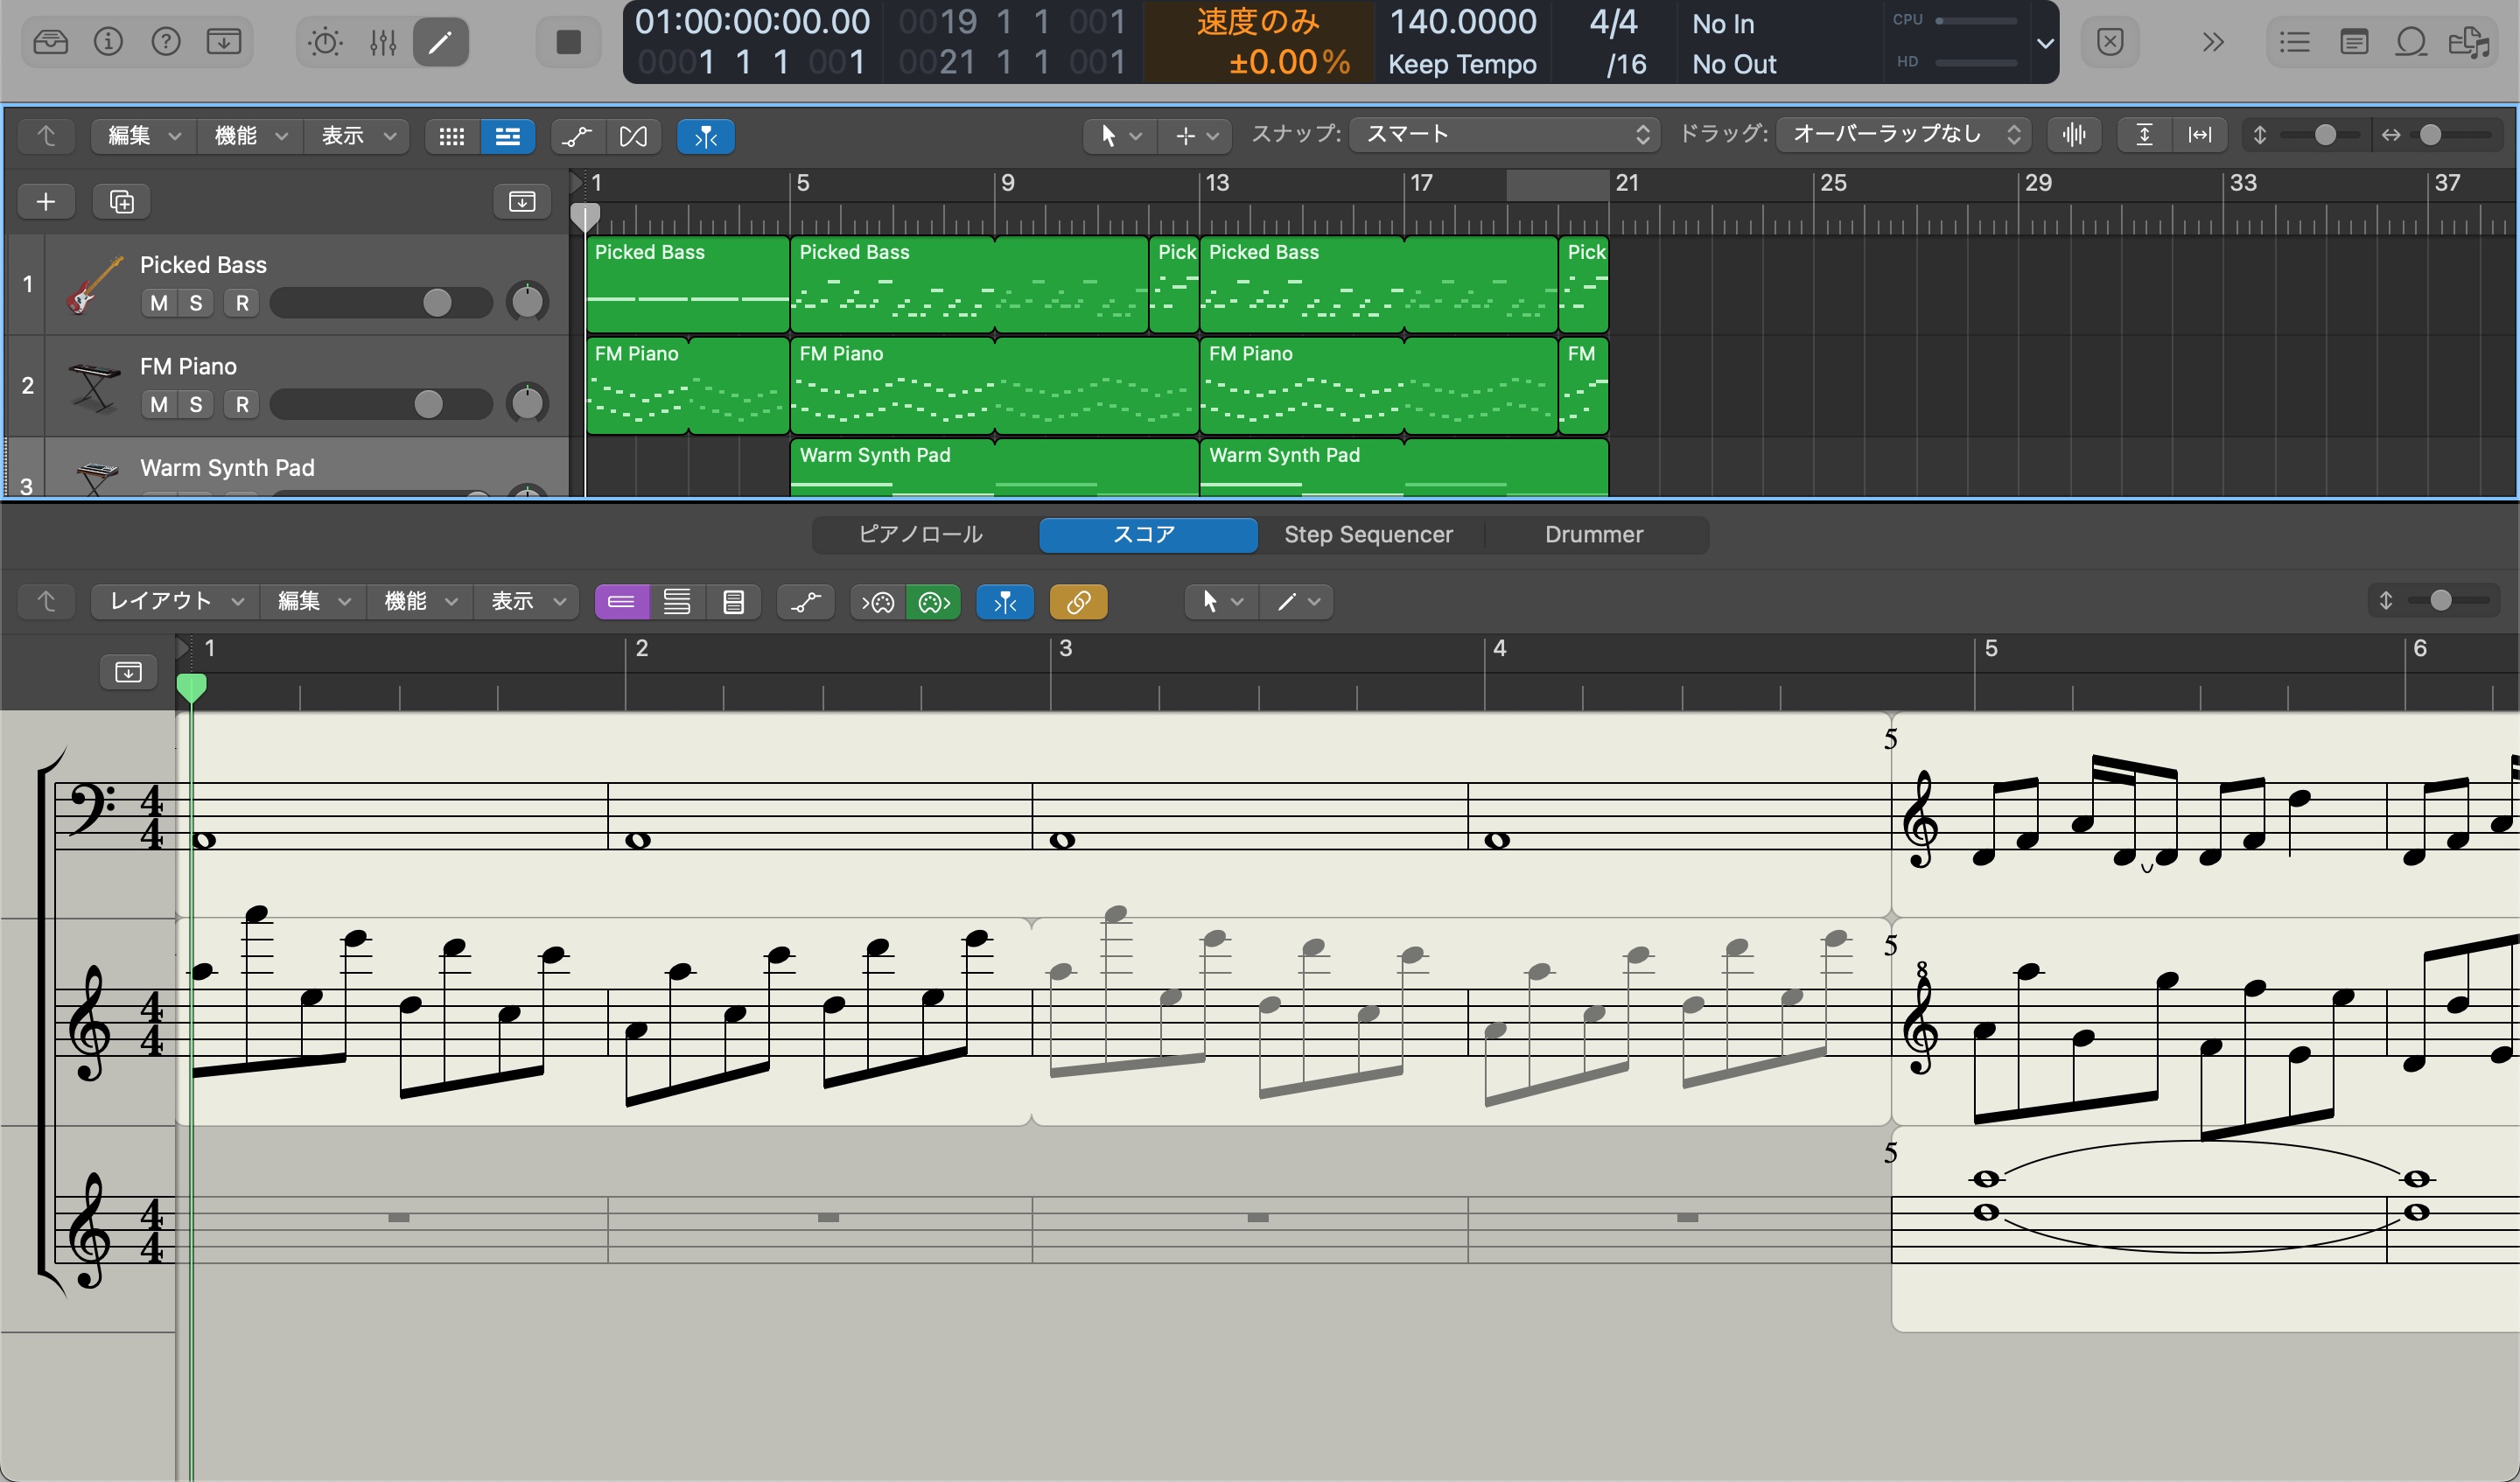 01:00:00:00.00
0001 1 1 001
0019 1 1 001
0021 1 1 001
速度のみ
±0.00%
140.0000
Keep Tempo
4/4
/16
No In
No Out
CPU
HD
編集 機能 表示 スナップ: スマート ドラッグ: オーバーラップなし
1 5 9 13 17 21 25 29 33 37
1 Picked Bass
M S R
Picked Bass Picked Bass Pick Picked Bass Pick
2 FM Piano
M S R
FM Piano FM Piano FM Piano FM
3 Warm Synth Pad
Warm Synth Pad Warm Synth Pad
ピアノロール スコア Step Sequencer Drummer
レイアウト 編集 機能 表示
1 2 3 4 5 6
5
4
4
5
8
4
4
5
4
4